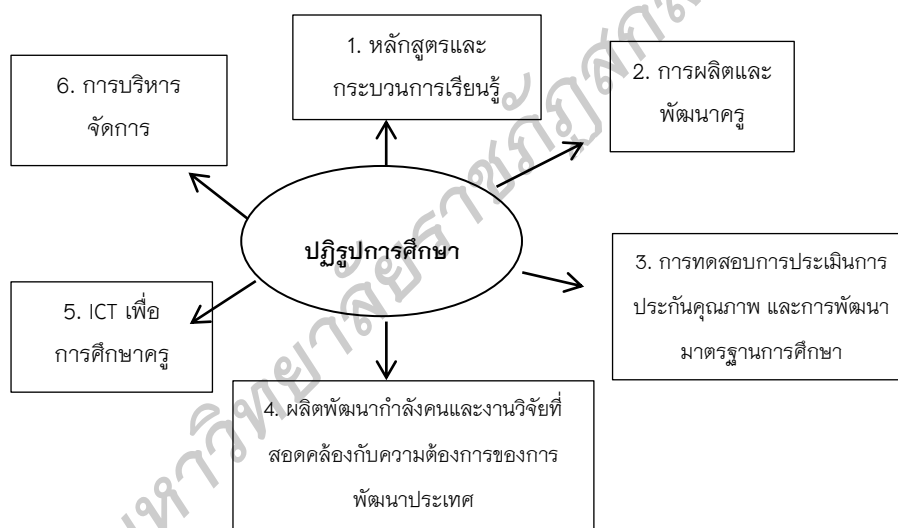 1. หลักสูตรและ
กระบวนการเรียนรู้
2. การผลิตและ
พัฒนาครู
3. การทดสอบการประเมินการ
ประกันคุณภาพ และการพัฒนา
มาตรฐานการศึกษา
4. ผลิตพัฒนากำลังคนและงานวิจัยที่
สอดคล้องกับความต้องการของการ
พัฒนาประเทศ
5. ICT เพื่อ
การศึกษาครู
6. การบริหาร
จัดการ
ปฏิรูปการศึกษา